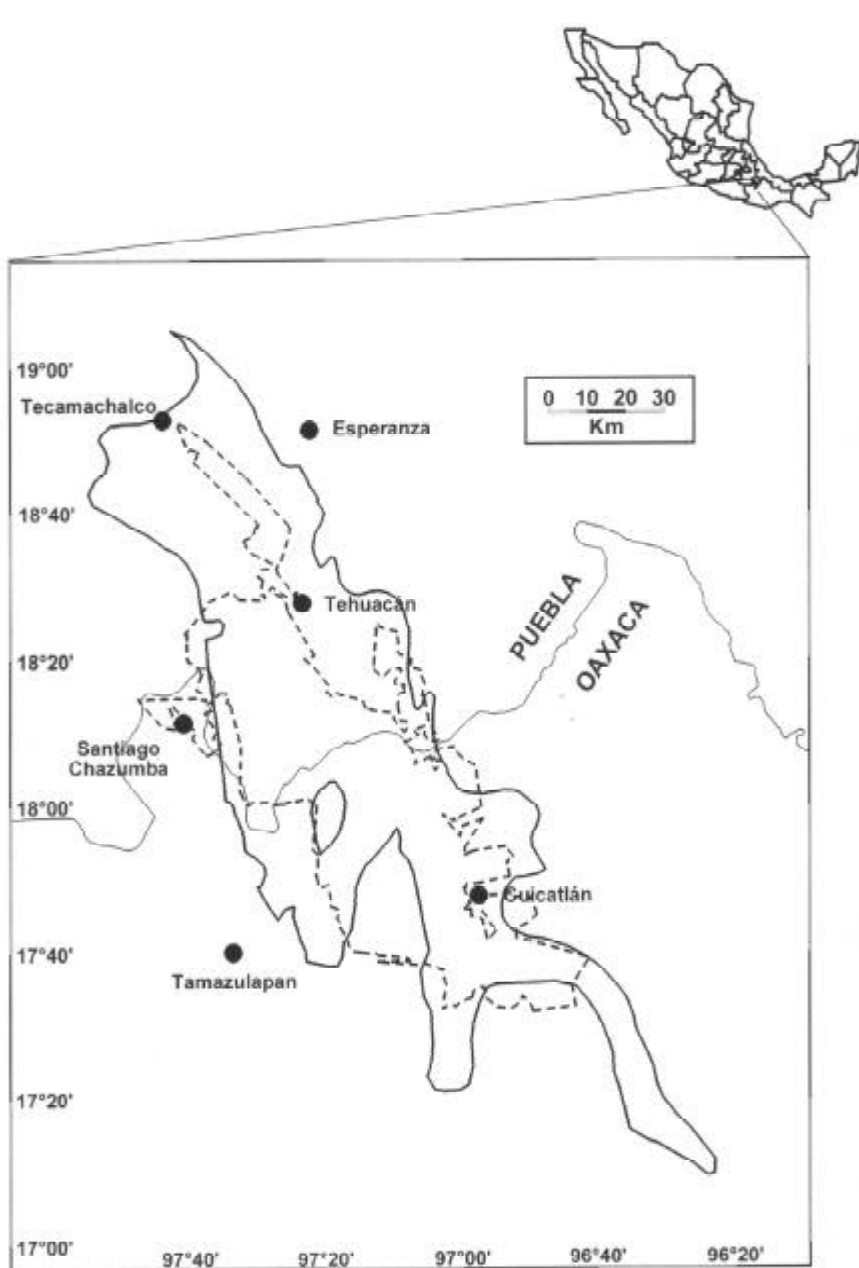 19°00'
Tecamachalco
Esperanza
0 10 20 30
Km
18°40'
PUEBLA
OAXACA
Tehuacán
18°20'
Santiago
Chazumba
18°00'
Cuicatlán
17°40'
Tamazulapan
17°20'
17°00'
97°40' 97°20' 97°00' 96°40' 96°20'